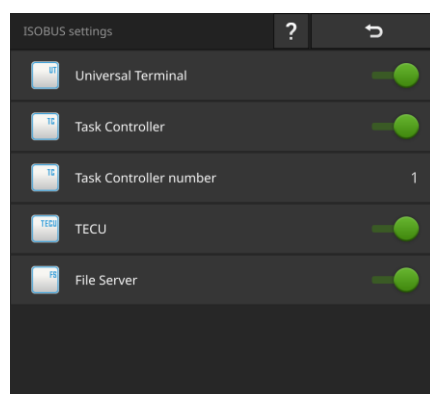 ISOBUS settings ?
UT Universal Terminal
TC Task Controller
TC Task Controller number 1
TECU TECU
FS File Server